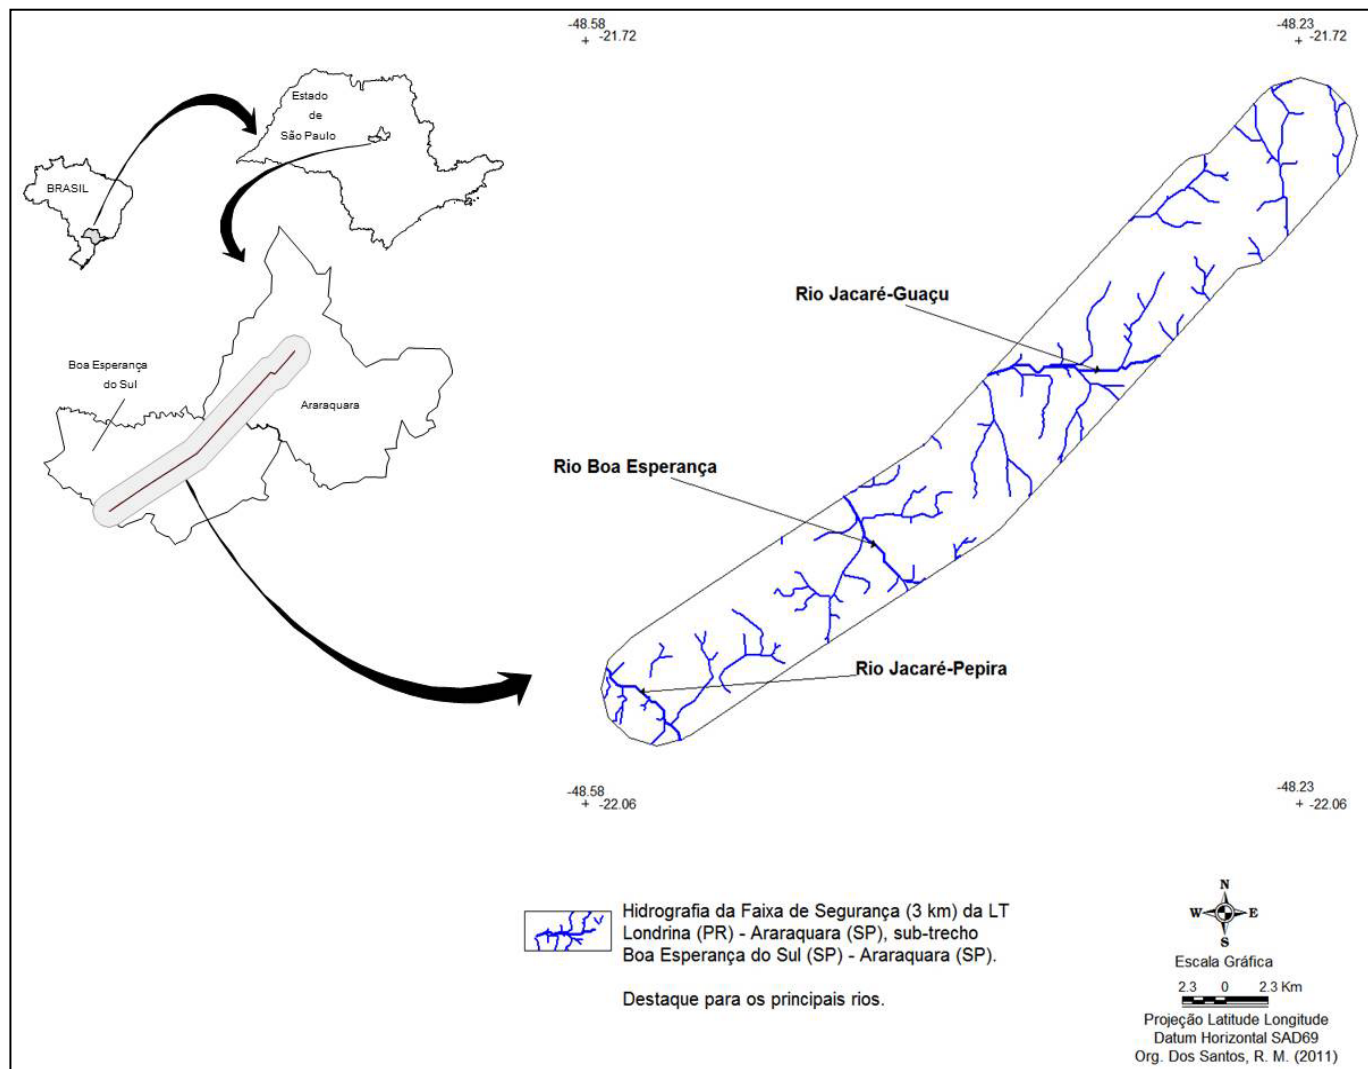 -48.58
+ -21.72
-48.23
+ -21.72
Estado
de
São Paulo
BRASIL
Rio Jacaré-Guaçu
Boa Esperança
do Sul
Araraquara
Rio Boa Esperança
Rio Jacaré-Pepira
-48.58
+ -22.06
-48.23
+ -22.06
Hidrografia da Faixa de Segurança (3 km) da LT
Londrina (PR) - Araraquara (SP), sub-trecho
Boa Esperança do Sul (SP) - Araraquara (SP).
Destaque para os principais rios.
N
W E
S
Escala Gráfica
2.3 0 2.3 Km
Projeção Latitude Longitude
Datum Horizontal SAD69
Org. Dos Santos, R. M. (2011)